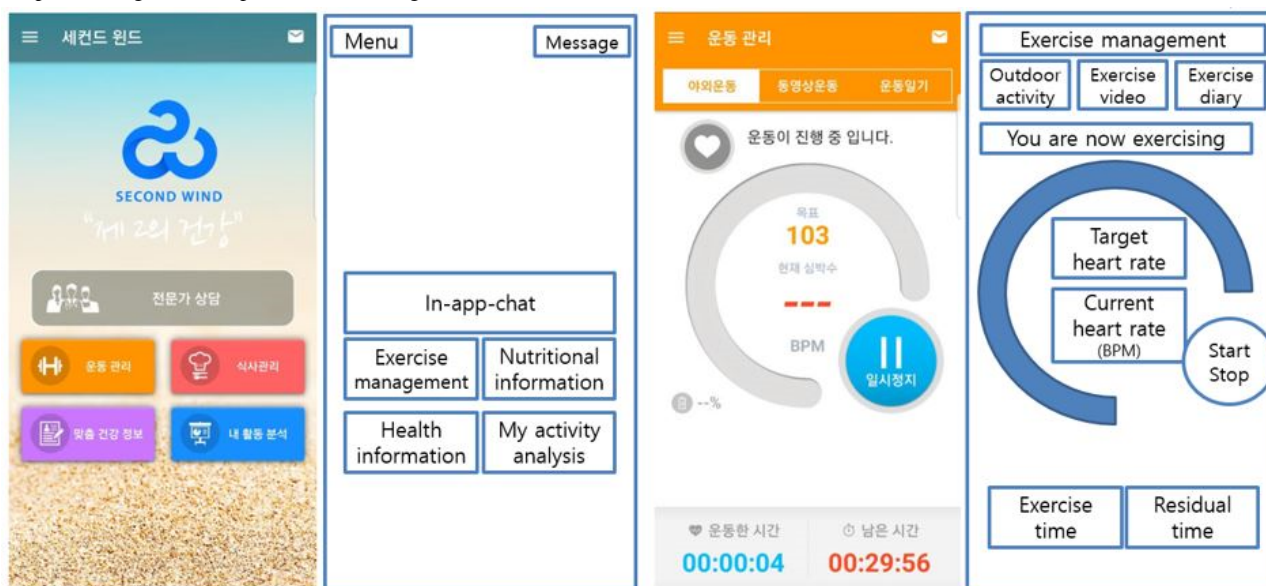 세컨드 윈드
SECOND WIND
"제 2의 건강"
전문가 상담
운동 관리
식사관리
맞춤 건강 정보
내 활동 분석
Menu
Message
In-app-chat
Exercise
management
Nutritional
information
Health
information
My activity
analysis
운동 관리
야외운동
동영상운동
운동일기
운동이 진행 중 입니다.
목표
103
현재 심박수
---
BPM
일시정지
--%
운동한 시간
남은 시간
00:00:04
00:29:56
Exercise management
Outdoor
activity
Exercise
video
Exercise
diary
You are now exercising
Target
heart rate
Current
heart rate
(BPM)
Start
Stop
Exercise
time
Residual
time